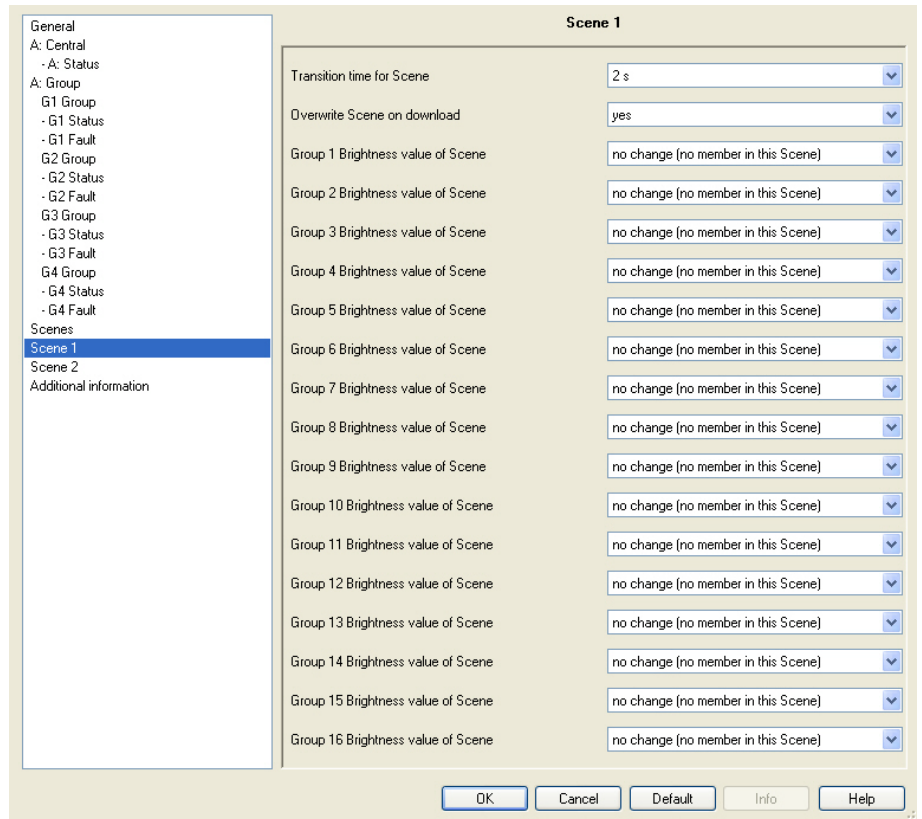 General
A: Central
- A: Status
A: Group
G1 Group
- G1 Status
- G1 Fault
G2 Group
- G2 Status
- G2 Fault
G3 Group
- G3 Status
- G3 Fault
G4 Group
- G4 Status
- G4 Fault
Scenes
Scene 1
Scene 2
Additional information
Scene 1
Transition time for Scene 2 s
Overwrite Scene on download yes
Group 1 Brightness value of Scene no change (no member in this Scene)
Group 2 Brightness value of Scene no change (no member in this Scene)
Group 3 Brightness value of Scene no change (no member in this Scene)
Group 4 Brightness value of Scene no change (no member in this Scene)
Group 5 Brightness value of Scene no change (no member in this Scene)
Group 6 Brightness value of Scene no change (no member in this Scene)
Group 7 Brightness value of Scene no change (no member in this Scene)
Group 8 Brightness value of Scene no change (no member in this Scene)
Group 9 Brightness value of Scene no change (no member in this Scene)
Group 10 Brightness value of Scene no change (no member in this Scene)
Group 11 Brightness value of Scene no change (no member in this Scene)
Group 12 Brightness value of Scene no change (no member in this Scene)
Group 13 Brightness value of Scene no change (no member in this Scene)
Group 14 Brightness value of Scene no change (no member in this Scene)
Group 15 Brightness value of Scene no change (no member in this Scene)
Group 16 Brightness value of Scene no change (no member in this Scene)
OK Cancel Default Info Help